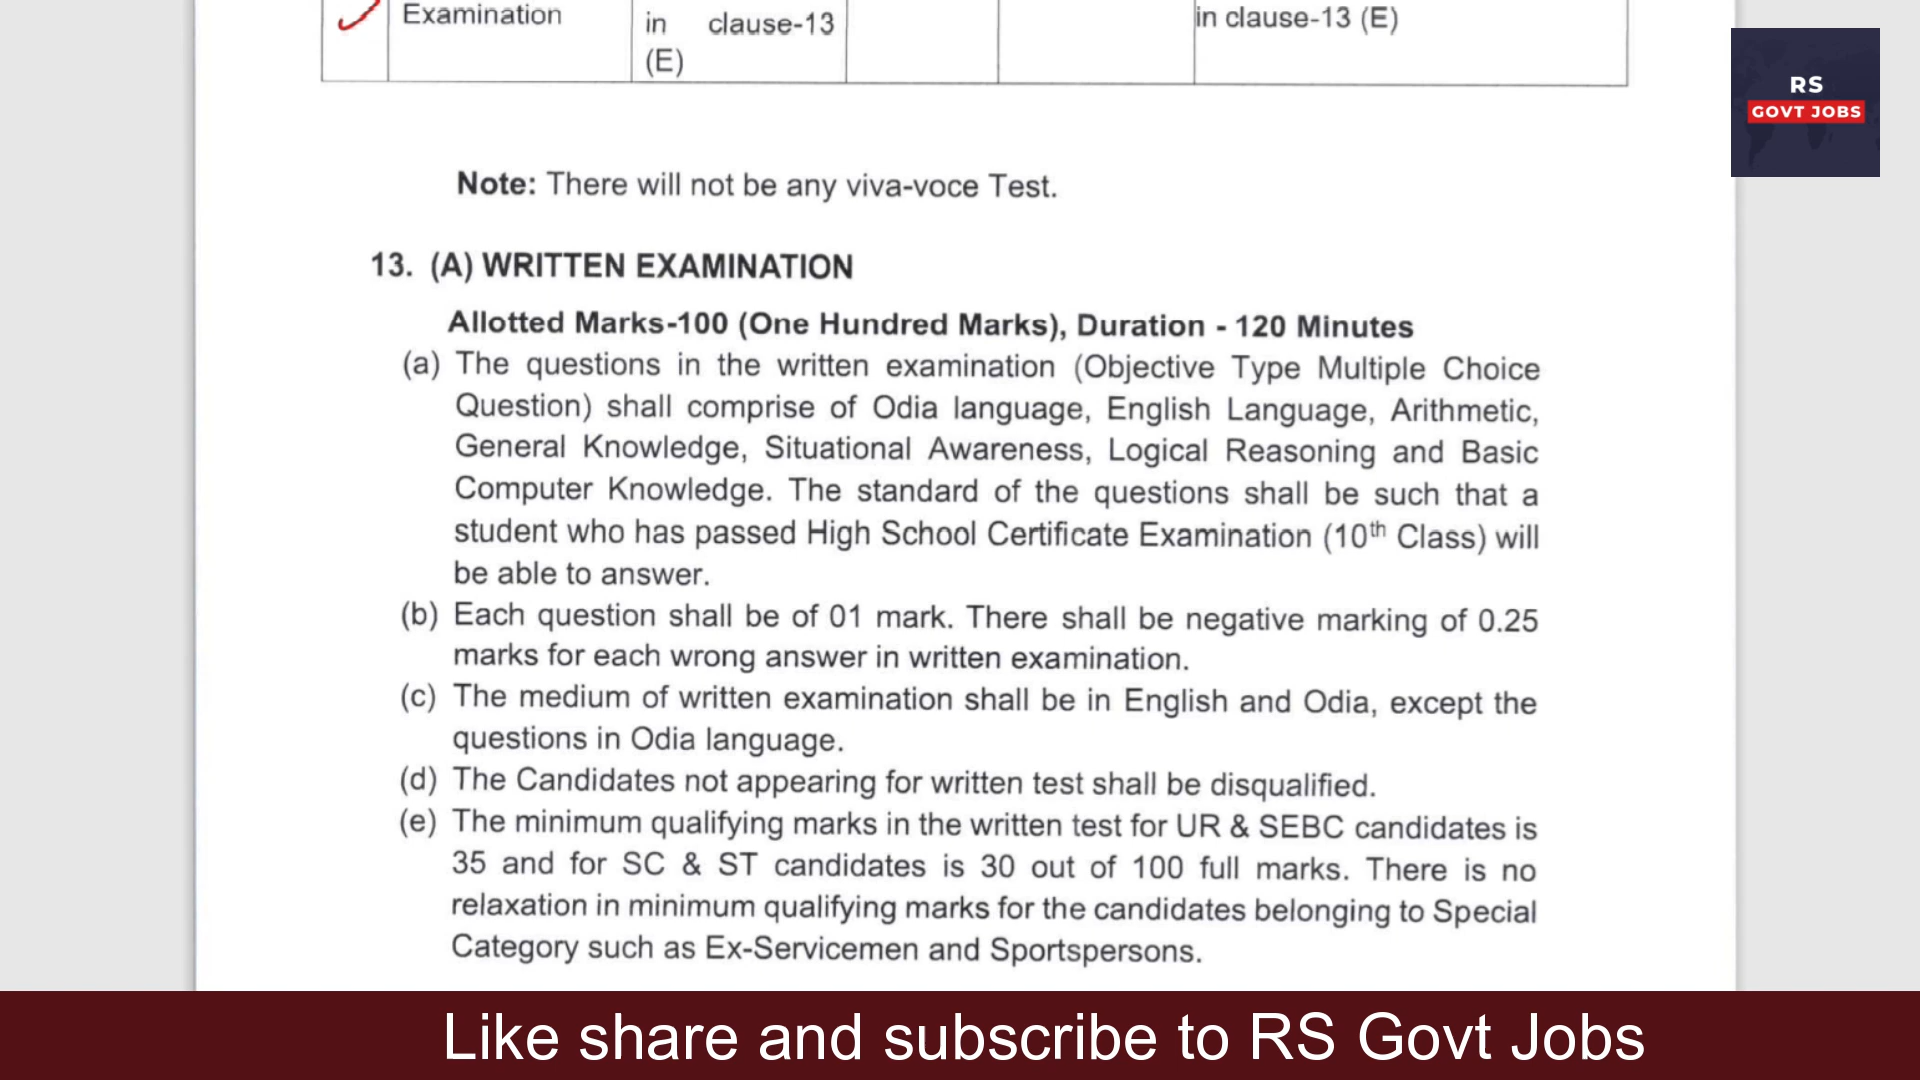 Examination
in clause-13
(E)
in clause-13 (E)
RS
GOVT JOBS
Note: There will not be any viva-voce Test.
13. (A) WRITTEN EXAMINATION
Allotted Marks-100 (One Hundred Marks), Duration - 120 Minutes
(a) The questions in the written examination (Objective Type Multiple Choice
Question) shall comprise of Odia language, English Language, Arithmetic,
General Knowledge, Situational Awareness, Logical Reasoning and Basic
Computer Knowledge. The standard of the questions shall be such that a
student who has passed High School Certificate Examination (10th Class) will
be able to answer.
(b) Each question shall be of 01 mark. There shall be negative marking of 0.25
marks for each wrong answer in written examination.
(c) The medium of written examination shall be in English and Odia, except the
questions in Odia language.
(d) The Candidates not appearing for written test shall be disqualified.
(e) The minimum qualifying marks in the written test for UR & SEBC candidates is
35 and for SC & ST candidates is 30 out of 100 full marks. There is no
relaxation in minimum qualifying marks for the candidates belonging to Special
Category such as Ex-Servicemen and Sportspersons.
Like share and subscribe to RS Govt Jobs